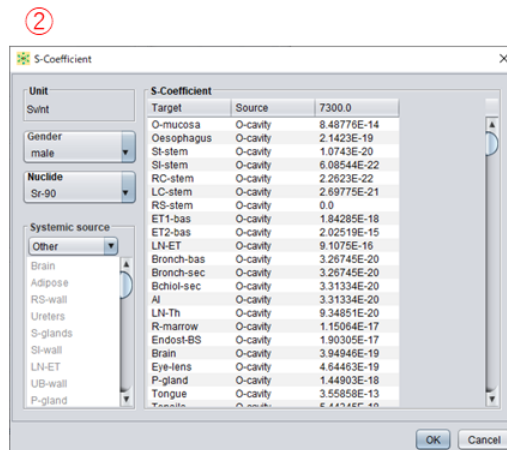 ②
S-Coefficient
Unit
Sv/nt
Gender
male
Nuclide
Sr-90
Systemic source
Other
Brain
Adipose
RS-wall
Ureters
S-glands
SI-wall
LN-ET
UB-wall
P-gland
S-Coefficient
Target Source 7300.0
O-mucosa O-cavity 8.48776E-14
Oesophagus O-cavity 2.1423E-19
St-stem O-cavity 1.0743E-20
SI-stem O-cavity 6.08544E-22
RC-stem O-cavity 2.2623E-22
LC-stem O-cavity 2.69775E-21
RS-stem O-cavity 0.0
ET1-bas O-cavity 1.84285E-18
ET2-bas O-cavity 2.02519E-15
LN-ET O-cavity 9.1075E-16
Bronch-bas O-cavity 3.26745E-20
Bronch-sec O-cavity 3.26745E-20
Bchiol-sec O-cavity 3.31334E-20
AI O-cavity 3.31334E-20
LN-Th O-cavity 9.34851E-20
R-marrow O-cavity 1.15064E-17
Endost-BS O-cavity 1.90305E-17
Brain O-cavity 3.94946E-19
Eye-lens O-cavity 4.64463E-19
P-gland O-cavity 1.44903E-18
Tongue O-cavity 3.55858E-13
Tonsils O-cavity
OK Cancel